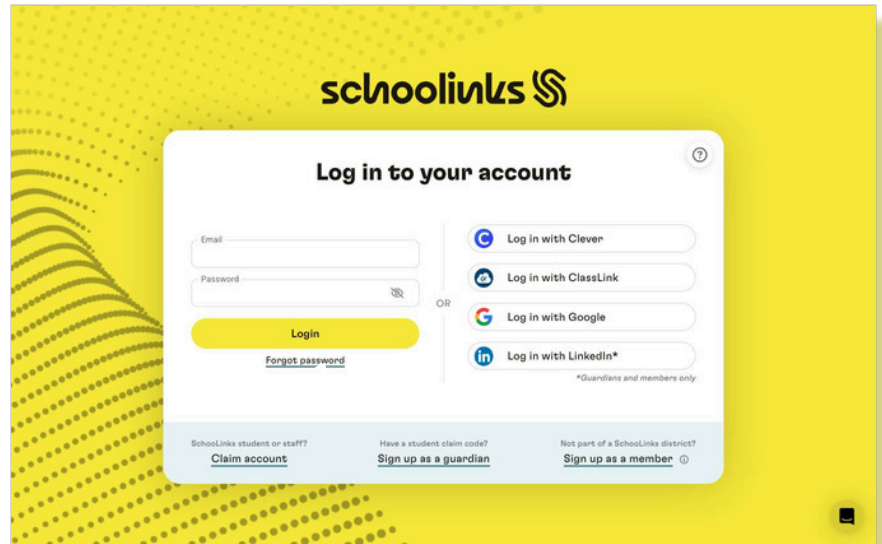 schoolinks
Log in to your account
Email
Password
Login
Forgot password
OR
Log in with Clever
Log in with ClassLink
Log in with Google
Log in with LinkedIn*
*Guardians and members only
SchooLinks student or staff?
Claim account
Have a student claim code?
Sign up as a guardian
Not part of a SchooLinks district?
Sign up as a member